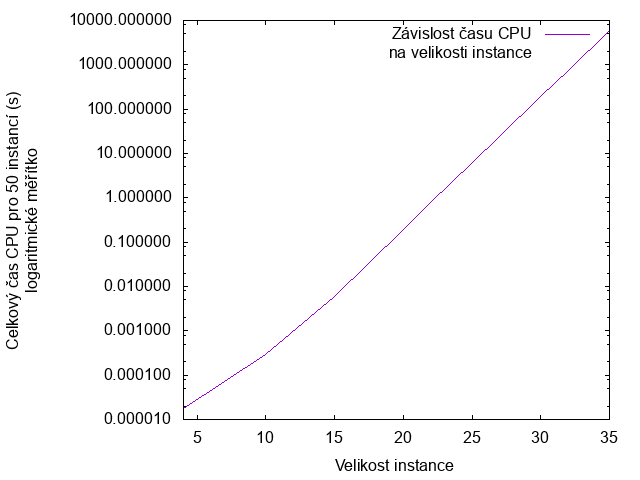 10000.000000
1000.000000
100.000000
10.000000
1.000000
0.100000
0.010000
0.001000
0.000100
0.000010
5 10 15 20 25 30 35
Velikost instance
Celkový čas CPU pro 50 instancí (s)
logaritmické měřítko
Závislost času CPU
na velikosti instance